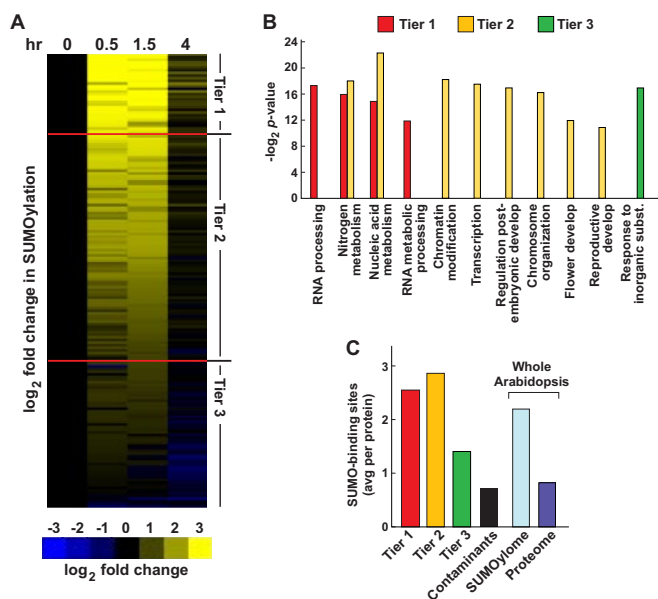 A
hr 0 0.5 1.5 4
log2 fold change in SUMOylation
Tier 1
Tier 2
Tier 3
-3 -2 -1 0 1 2 3
log2 fold change
B
Tier 1 Tier 2 Tier 3
-log2 p-value
24
20
16
12
8
4
0
RNA processing
Nitrogen
metabolism
Nucleic acid
metabolism
RNA metabolic
processing
Chromatin
modification
Transcription
Regulation post-
embryonic develop
Chromosome
organization
Flower develop
Reproductive
develop
Response to
inorganic subst.
C
SUMO-binding sites
(avg per protein)
4
3
2
1
0
Whole
Arabidopsis
Tier 1
Tier 2
Tier 3
Contaminants
SUMOylome
Proteome